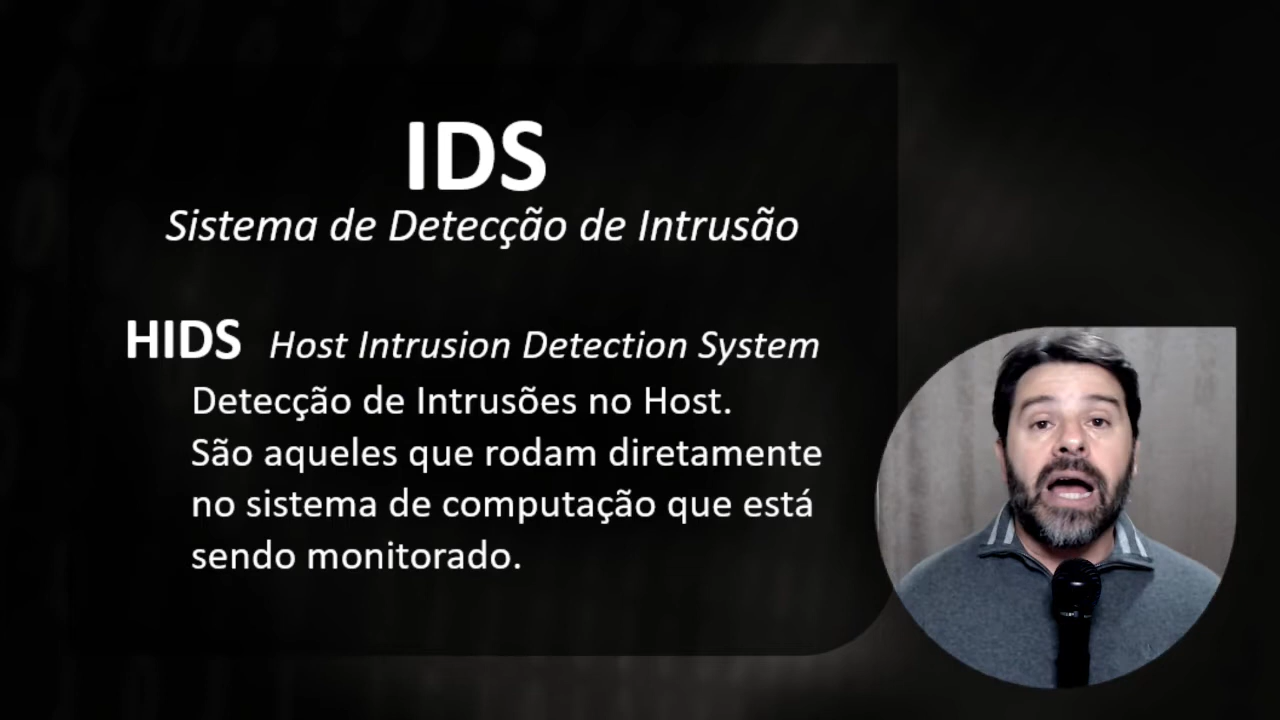 IDS
Sistema de Detecção de Intrusão
HIDS Host Intrusion Detection System
Detecção de Intrusões no Host.
São aqueles que rodam diretamente
no sistema de computação que está
sendo monitorado.